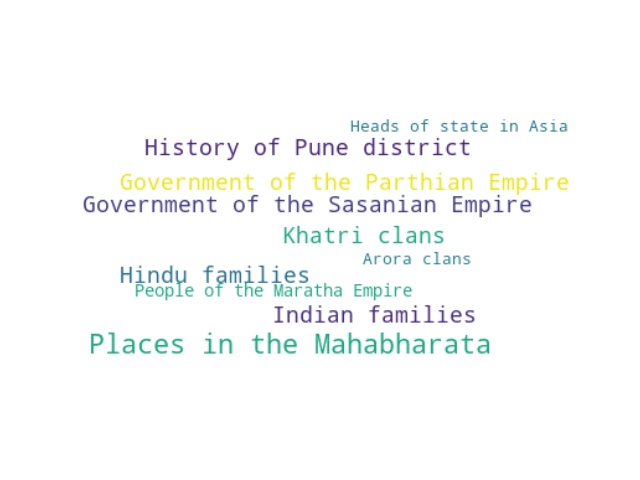 Heads of state in Asia
History of Pune district
Government of the Parthian Empire
Government of the Sasanian Empire
Khatri clans
Arora clans
Hindu families
People of the Maratha Empire
Indian families
Places in the Mahabharata